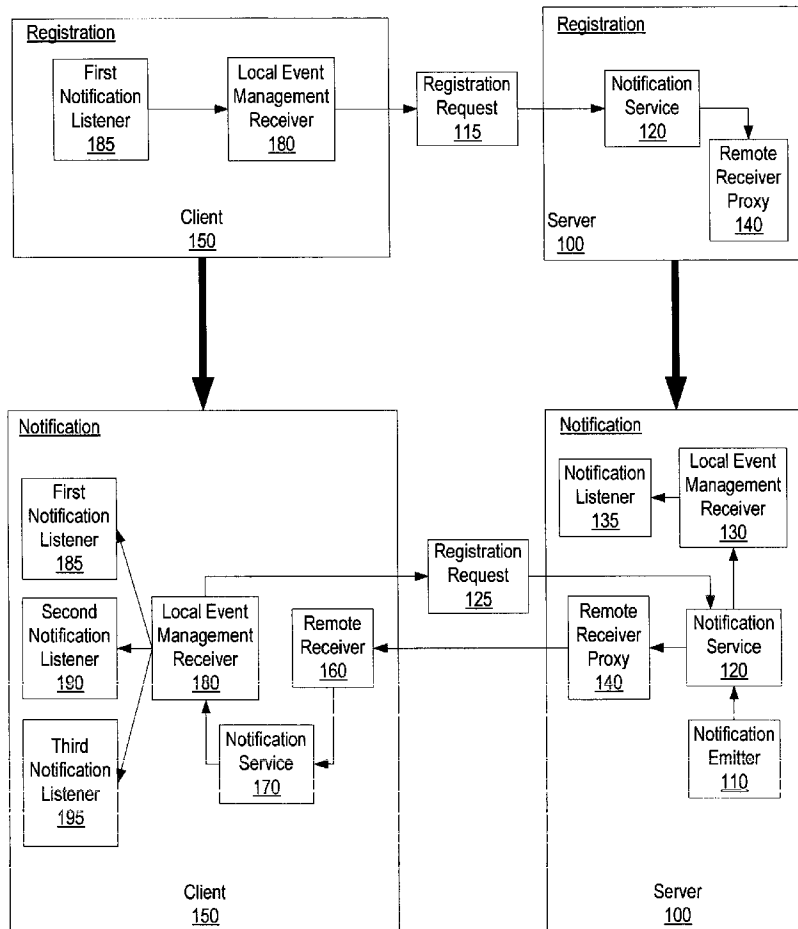 Registration
First
Notification
Listener
185
Local Event
Management
Receiver
180
Client
150
Registration
Request
115
Registration
Notification
Service
120
Remote
Receiver
Proxy
140
Server
100
Notification
First
Notification
Listener
185
Second
Notification
Listener
190
Third
Notification
Listener
195
Local Event
Management
Receiver
180
Remote
Receiver
160
Notification
Service
170
Client
150
Registration
Request
125
Notification
Notification
Listener
135
Local Event
Management
Receiver
130
Remote
Receiver
Proxy
140
Notification
Service
120
Notification
Emitter
110
Server
100